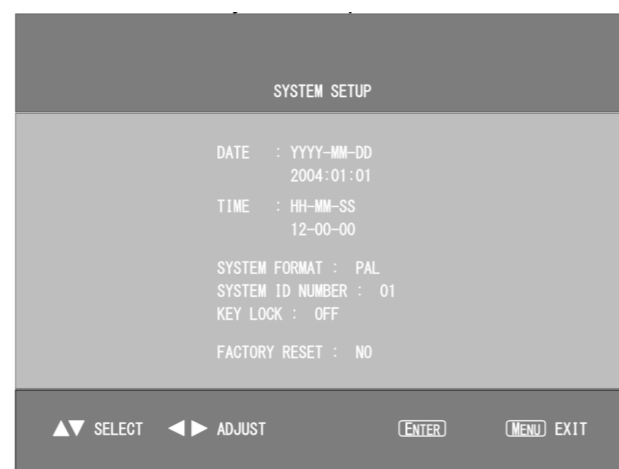 SYSTEM SETUP
DATE : YYYY-MM-DD
2004:01:01
TIME : HH-MM-SS
12-00-00
SYSTEM FORMAT : PAL
SYSTEM ID NUMBER : 01
KEY LOCK : OFF
FACTORY RESET : NO
▲▼ SELECT ◀▶ ADJUST ENTER MENU EXIT